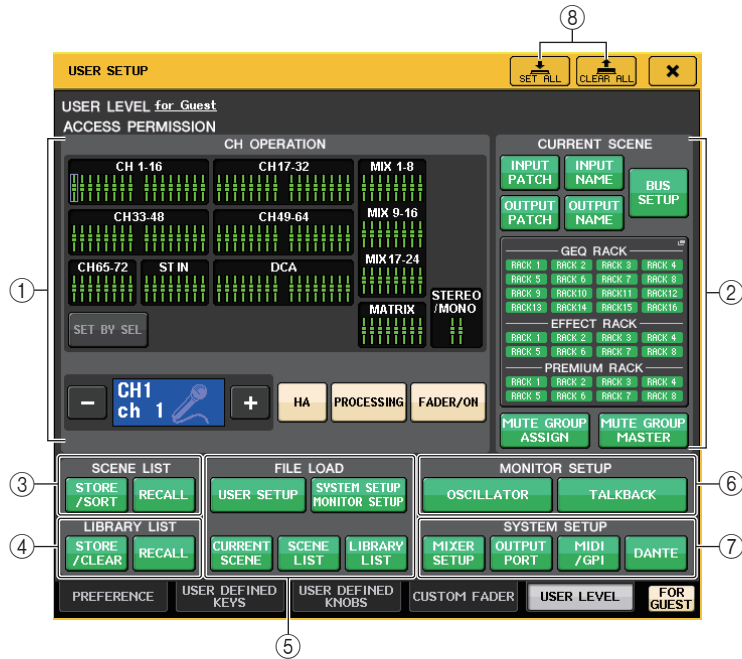 ⑧
USER SETUP
SET ALL
CLEAR ALL
USER LEVEL for Guest
ACCESS PERMISSION
①
CH OPERATION
CH 1-16
CH17-32
MIX 1-8
CH33-48
CH49-64
MIX 9-16
CH65-72
ST IN
DCA
MIX17-24
MATRIX
STEREO
/MONO
SET BY SEL
CH1
ch 1
HA
PROCESSING
FADER/ON
②
CURRENT SCENE
INPUT
PATCH
INPUT
NAME
BUS
SETUP
OUTPUT
PATCH
OUTPUT
NAME
GEQ RACK
RACK 1 RACK 2 RACK 3 RACK 4
RACK 5 RACK 6 RACK 7 RACK 8
RACK 9 RACK10 RACK11 RACK12
RACK13 RACK14 RACK15 RACK16
EFFECT RACK
RACK 1 RACK 2 RACK 3 RACK 4
RACK 5 RACK 6 RACK 7 RACK 8
PREMIUM RACK
RACK 1 RACK 2 RACK 3 RACK 4
RACK 5 RACK 6 RACK 7 RACK 8
MUTE GROUP
ASSIGN
MUTE GROUP
MASTER
③
SCENE LIST
STORE
/SORT
RECALL
④
LIBRARY LIST
STORE
/CLEAR
RECALL
FILE LOAD
USER SETUP
SYSTEM SETUP
MONITOR SETUP
CURRENT
SCENE
SCENE
LIST
LIBRARY
LIST
⑤
MONITOR SETUP
OSCILLATOR
TALKBACK
⑥
SYSTEM SETUP
MIXER
SETUP
OUTPUT
PORT
MIDI
/GPI
DANTE
⑦
PREFERENCE
USER DEFINED
KEYS
USER DEFINED
KNOBS
CUSTOM FADER
USER LEVEL
FOR
GUEST